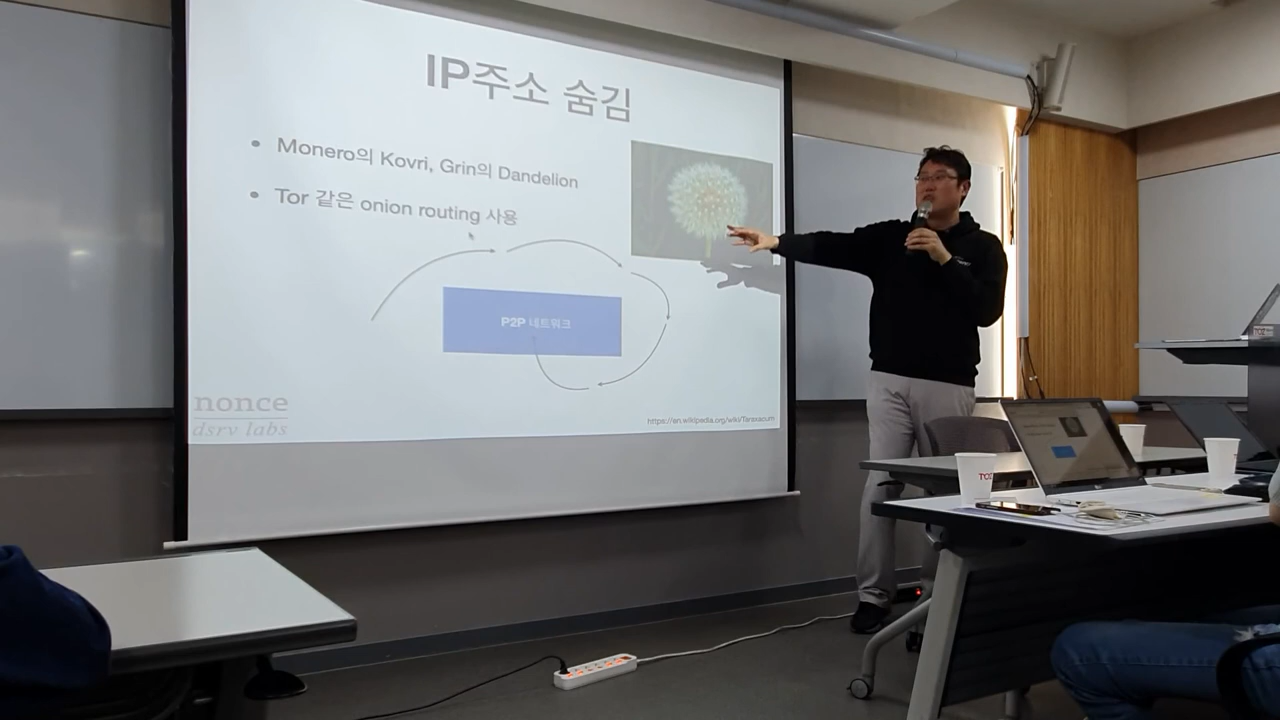 IP주소 숨김
• Monero의 Kovri, Grin의 Dandelion
• Tor 같은 onion routing 사용
P2P 네트워크
nonce
dsrv labs
https://en.wikipedia.org/wiki/Taraxacum